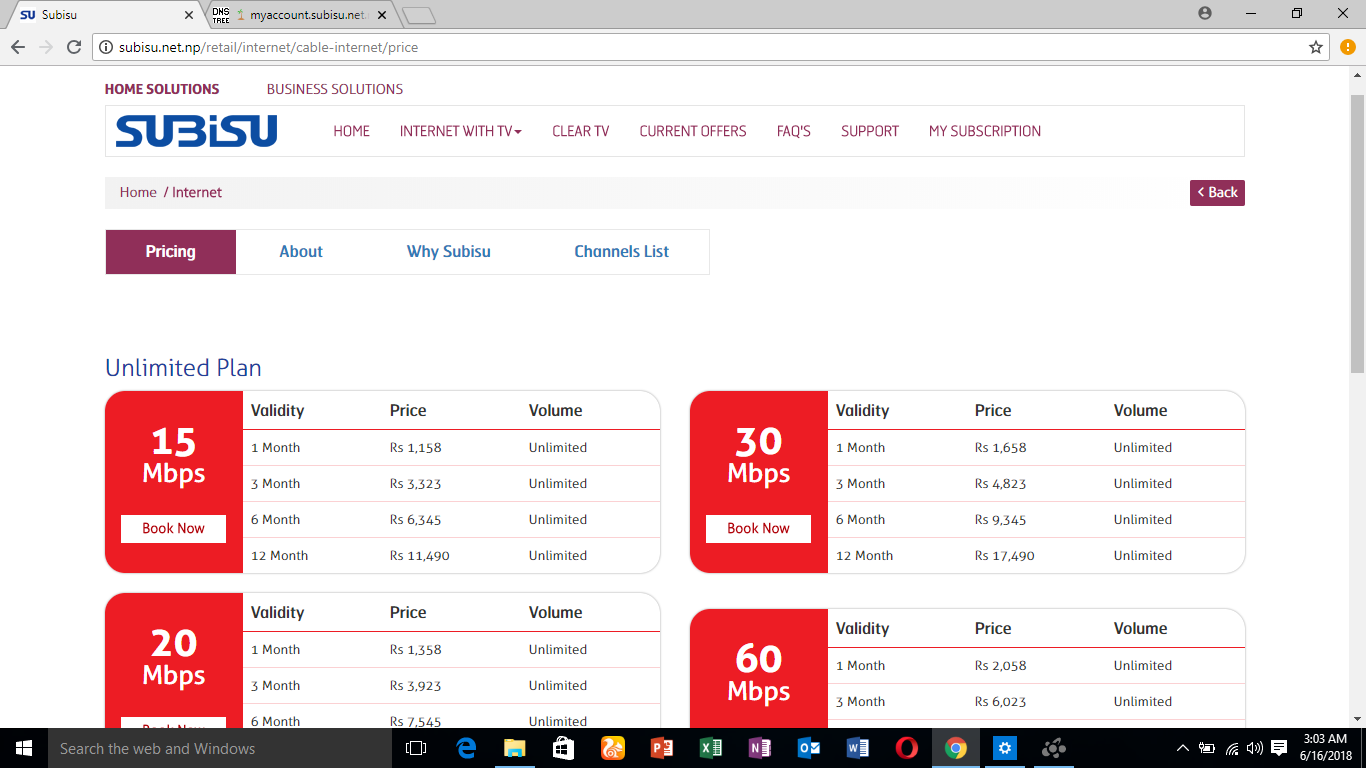 SU Subisu
DNS TREE
myaccount.subisu.net
subisu.net.np/retail/internet/cable-internet/price
HOME SOLUTIONS BUSINESS SOLUTIONS
SUBiSU HOME INTERNET WITH TV CLEAR TV CURRENT OFFERS FAQ'S SUPPORT MY SUBSCRIPTION
Home / Internet < Back
Pricing About Why Subisu Channels List
Unlimited Plan
15
Mbps
Book Now
Validity Price Volume
1 Month Rs 1,158 Unlimited
3 Month Rs 3,323 Unlimited
6 Month Rs 6,345 Unlimited
12 Month Rs 11,490 Unlimited
30
Mbps
Book Now
Validity Price Volume
1 Month Rs 1,658 Unlimited
3 Month Rs 4,823 Unlimited
6 Month Rs 9,345 Unlimited
12 Month Rs 17,490 Unlimited
20
Mbps
Book Now
Validity Price Volume
1 Month Rs 1,358 Unlimited
3 Month Rs 3,923 Unlimited
6 Month Rs 7,545 Unlimited
60
Mbps
Validity Price Volume
1 Month Rs 2,058 Unlimited
3 Month Rs 6,023 Unlimited
Search the web and Windows
3:03 AM
6/16/2018